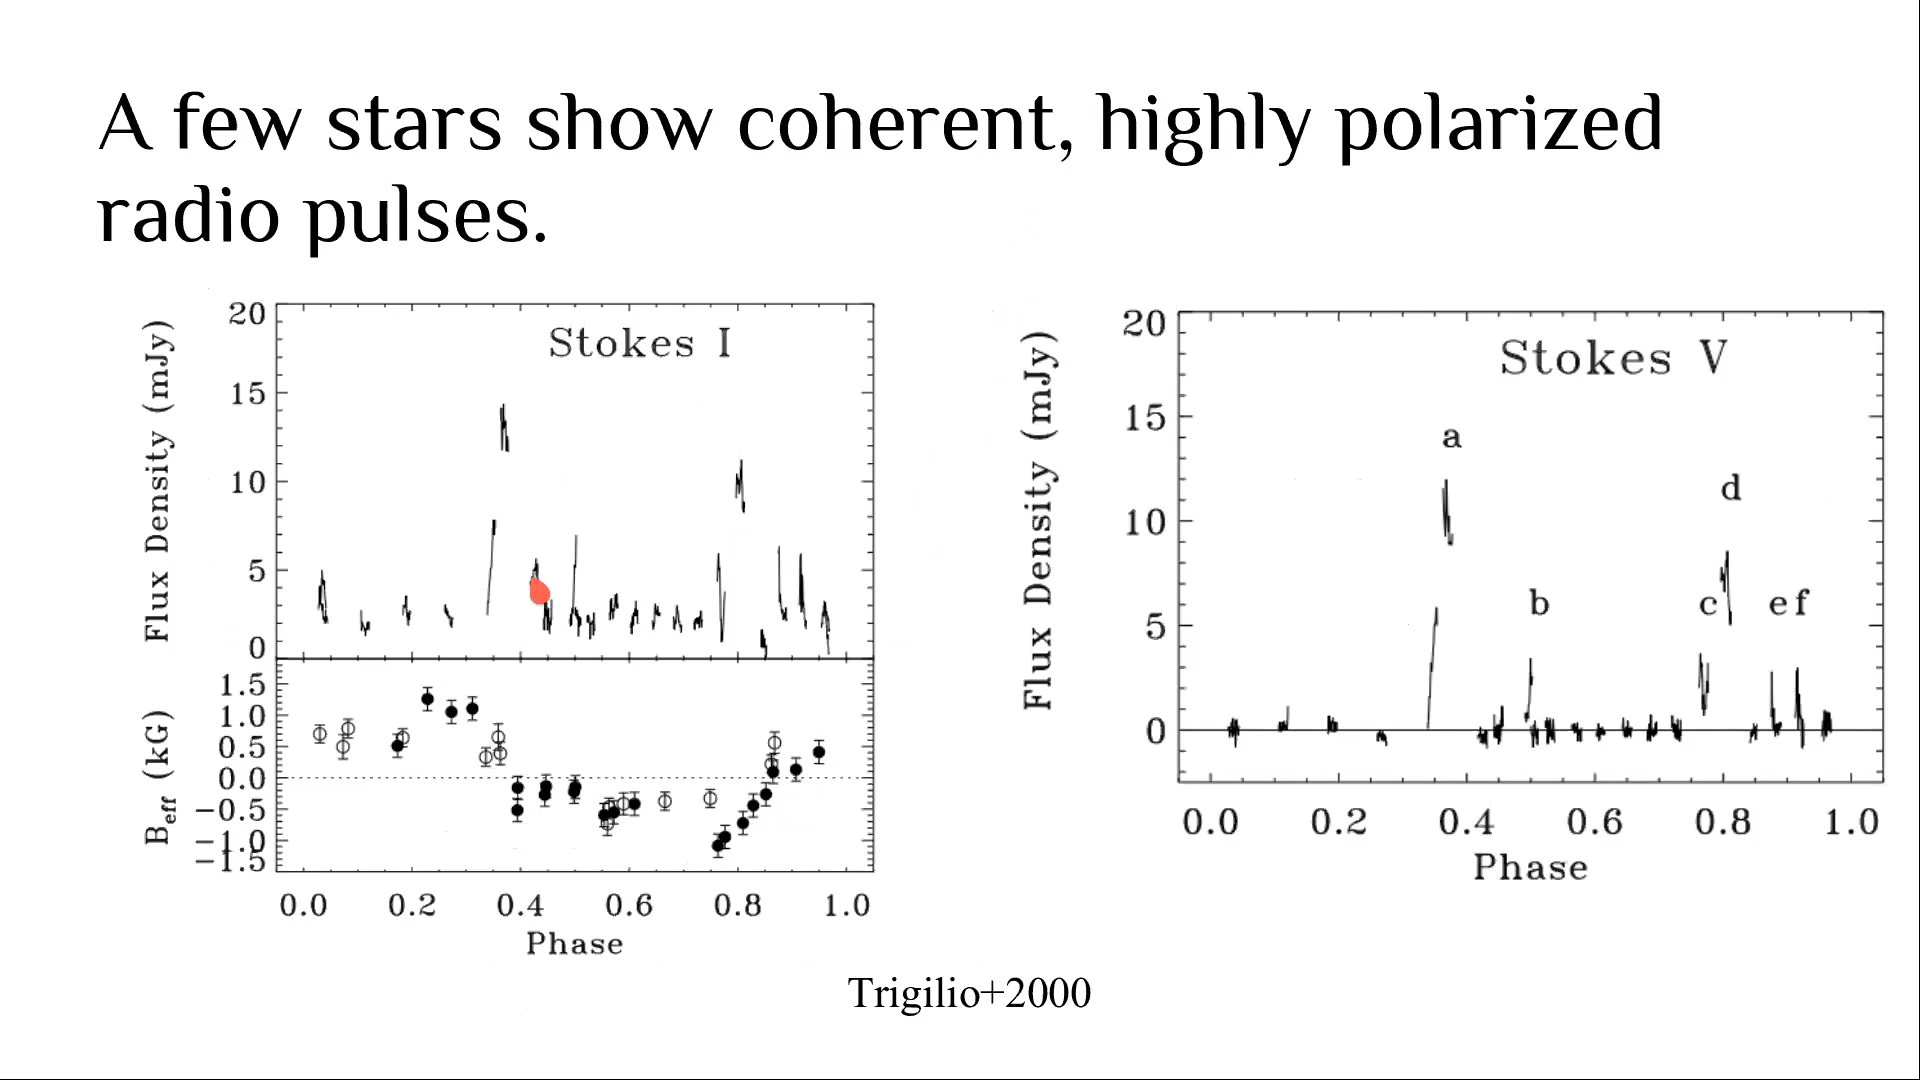 A few stars show coherent, highly polarized
radio pulses.
Stokes I
Flux Density (mJy)
20
15
10
5
0
B_eff (kG)
1.5
1.0
0.5
0.0
−0.5
−1.0
−1.5
0.0 0.2 0.4 0.6 0.8 1.0
Phase
Stokes V
Flux Density (mJy)
20
15
10
5
0
a
d
b c e f
0.0 0.2 0.4 0.6 0.8 1.0
Phase
Trigilio+2000